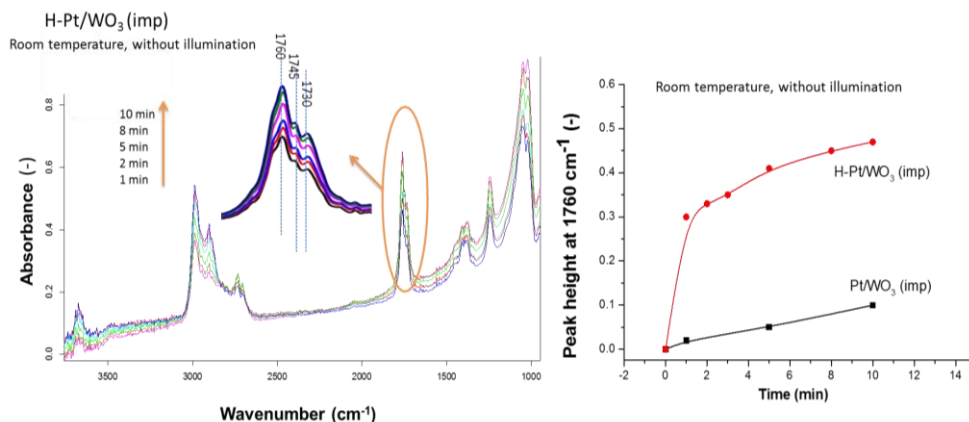 H-Pt/WO₃ (imp)
Room temperature, without illumination
1760
1745
1730
10 min
8 min
5 min
2 min
1 min
Absorbance (-)
0.8
0.6
0.4
0.2
0.0
3500
3000
2500
2000
1500
1000
Wavenumber (cm⁻¹)
Room temperature, without illumination
Peak height at 1760 cm⁻¹ (-)
0.6
0.5
0.4
0.3
0.2
0.1
0.0
H-Pt/WO₃ (imp)
Pt/WO₃ (imp)
-2
0
2
4
6
8
10
12
14
Time (min)